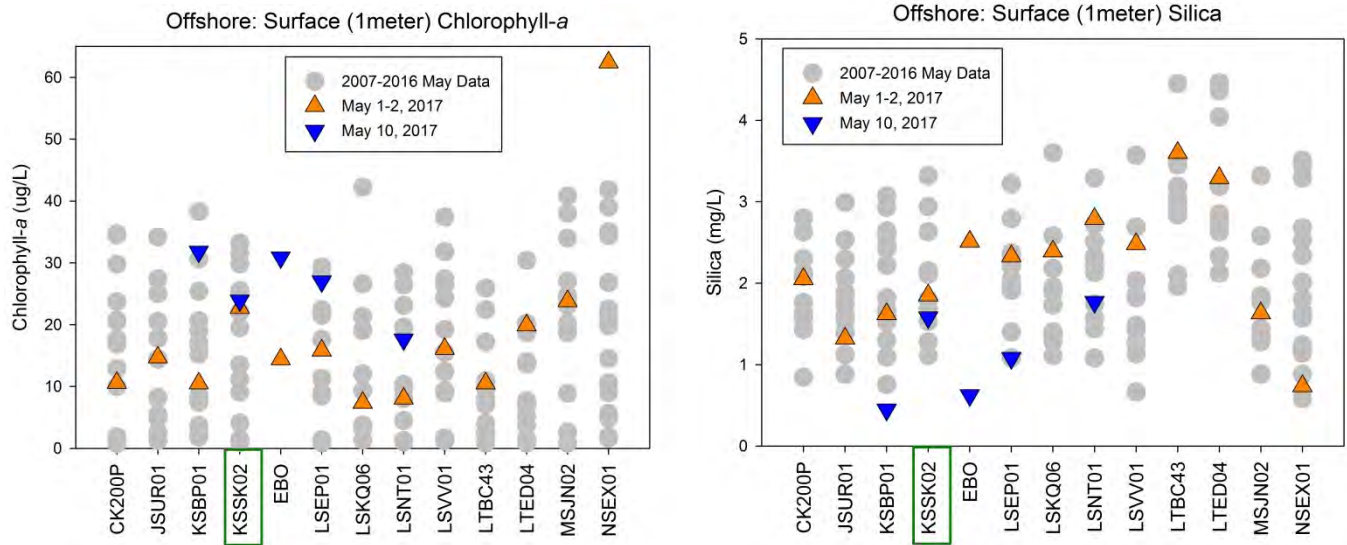 Offshore: Surface (1meter) Chlorophyll-a
Chlorophyll-a (ug/L)
60
50
40
30
20
10
0
2007-2016 May Data
May 1-2, 2017
May 10, 2017
CK200P
JSUR01
KSBP01
KSSK02
EBO
LSEP01
LSKQ06
LSNT01
LSVV01
LTBC43
LTED04
MSJN02
NSEX01
Offshore: Surface (1meter) Silica
Silica (mg/L)
5
4
3
2
1
0
2007-2016 May Data
May 1-2, 2017
May 10, 2017
CK200P
JSUR01
KSBP01
KSSK02
EBO
LSEP01
LSKQ06
LSNT01
LSVV01
LTBC43
LTED04
MSJN02
NSEX01